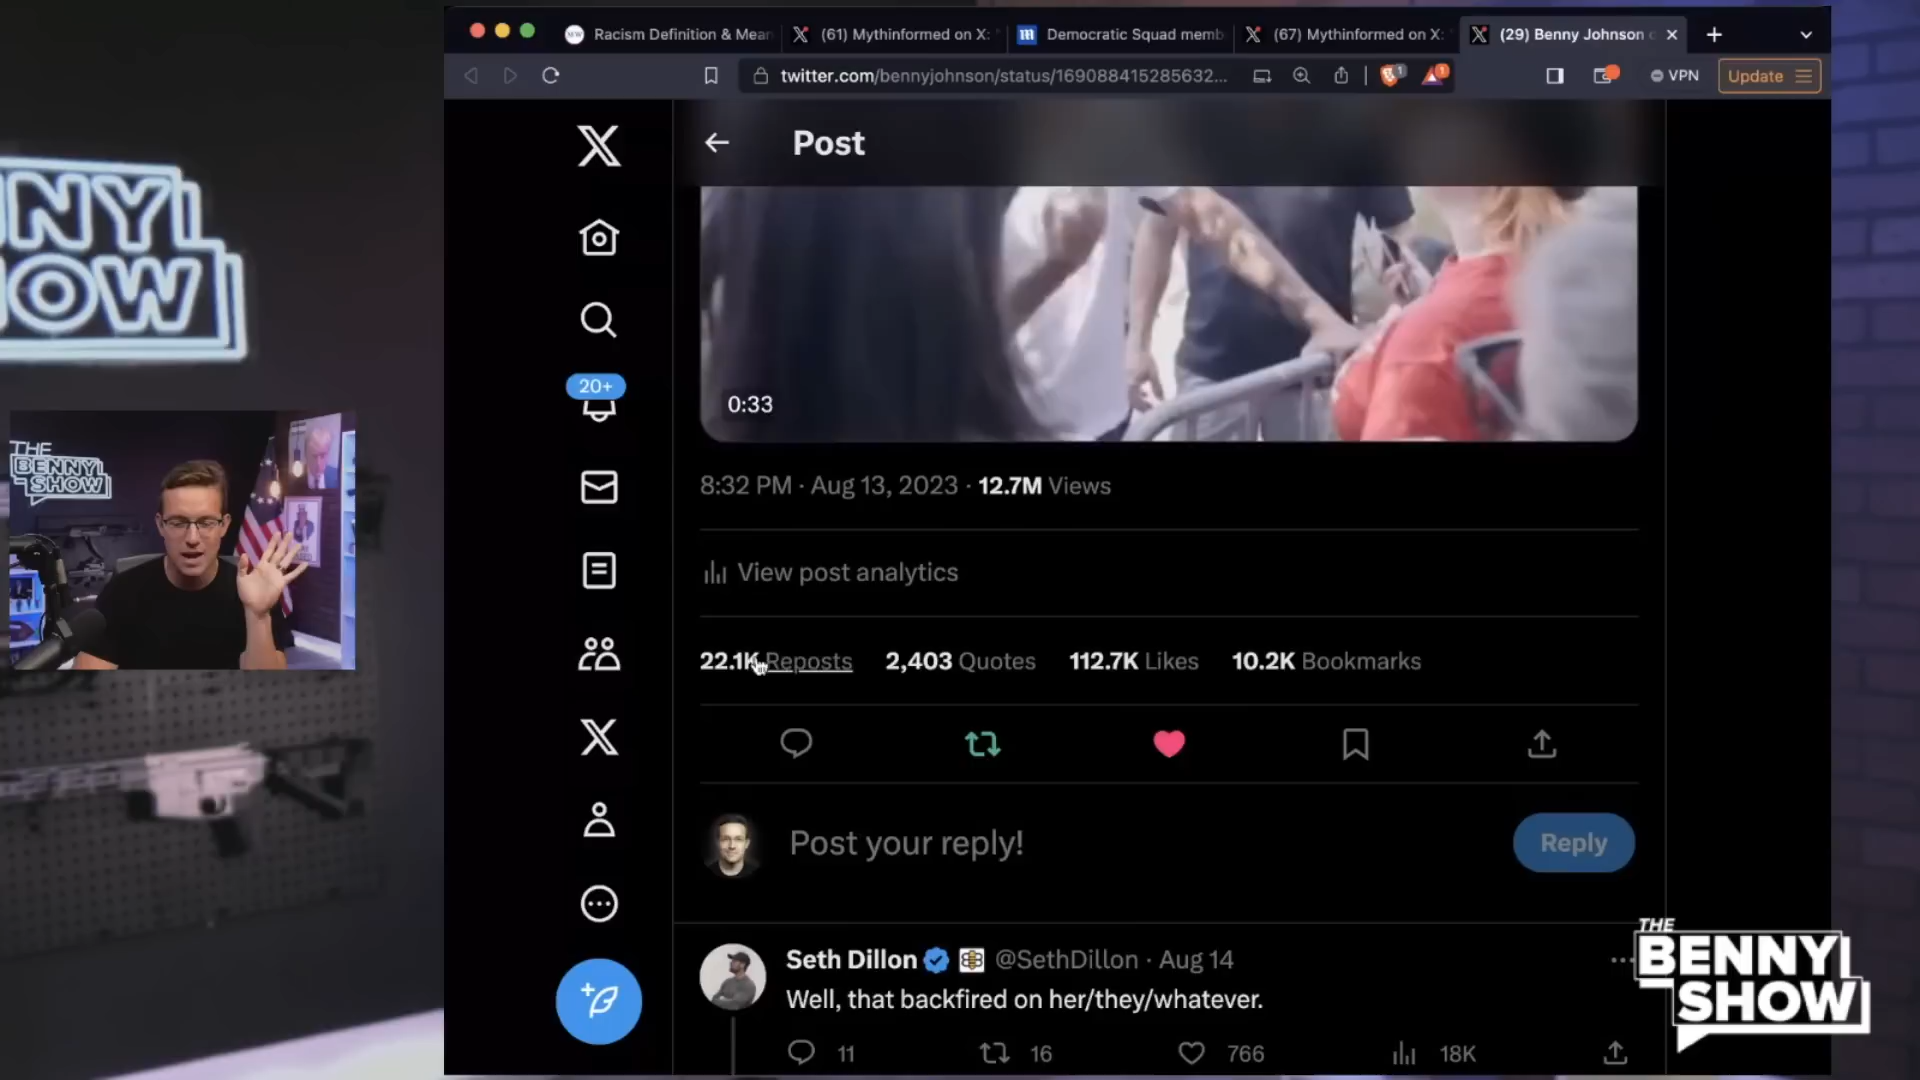 Racism Definition & Mean
(61) Mythinformed on X:
Democratic Squad memb
(67) Mythinformed on X:
(29) Benny Johnson
twitter.com/bennyjohnson/status/169088415285632...
1
1
VPN
Update
Post
NNY
HOW
20+
0:33
THE
BENNY
SHOW
8:32 PM · Aug 13, 2023 · 12.7M Views
View post analytics
22.1K Reposts 2,403 Quotes 112.7K Likes 10.2K Bookmarks
Post your reply!
Reply
Seth Dillon @SethDillon · Aug 14
Well, that backfired on her/they/whatever.
11 16 766 18K
THE
BENNY
SHOW